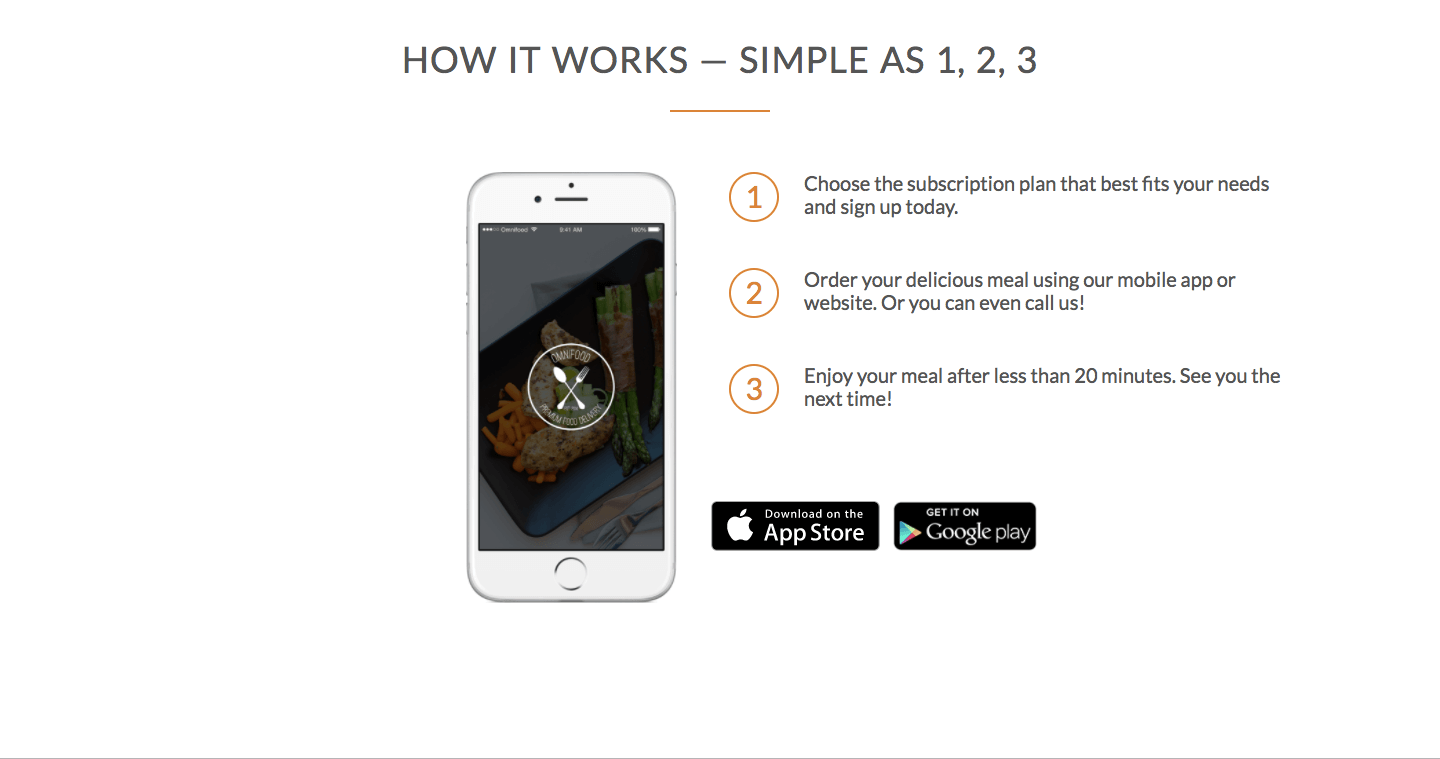 HOW IT WORKS — SIMPLE AS 1, 2, 3
Omnifood
9:41 AM
100%
OMNIFOOD
PREMIUM FOOD DELIVERY
1
Choose the subscription plan that best fits your needs
and sign up today.
2
Order your delicious meal using our mobile app or
website. Or you can even call us!
3
Enjoy your meal after less than 20 minutes. See you the
next time!
Download on the
App Store
GET IT ON
Google play